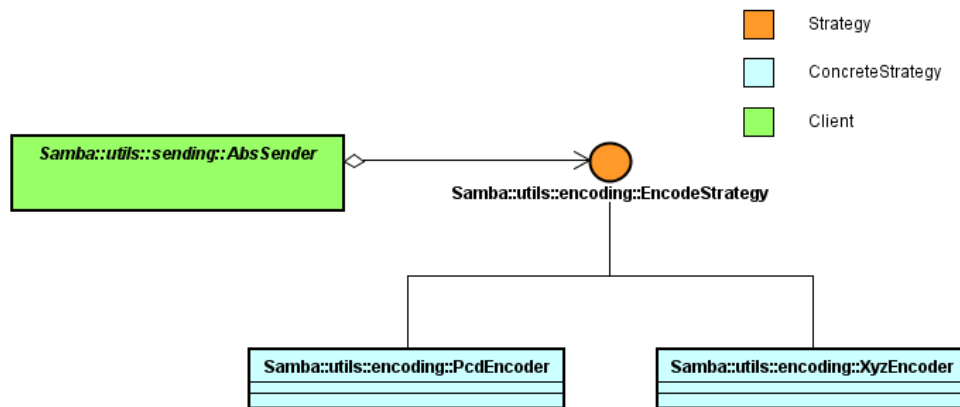 Strategy
ConcreteStrategy
Client
Samba::utils::sending::AbsSender
Samba::utils::encoding::EncodeStrategy
Samba::utils::encoding::PcdEncoder
Samba::utils::encoding::XyzEncoder